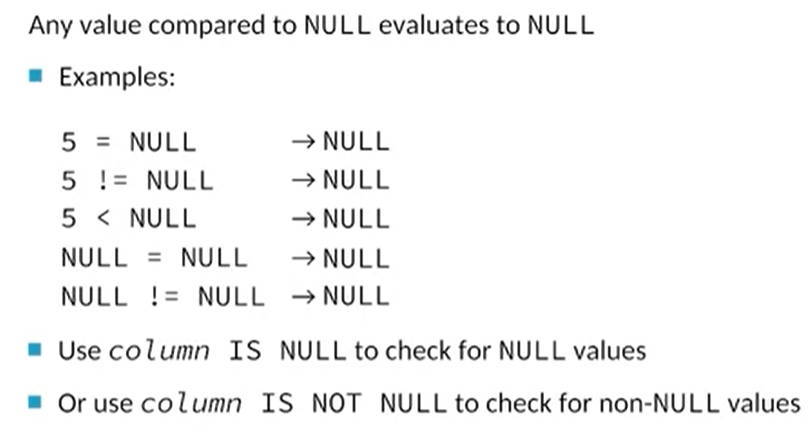 Any value compared to NULL evaluates to NULL
Examples:
5 = NULL → NULL
5 != NULL → NULL
5 < NULL → NULL
NULL = NULL → NULL
NULL != NULL → NULL
Use column IS NULL to check for NULL values
Or use column IS NOT NULL to check for non-NULL values